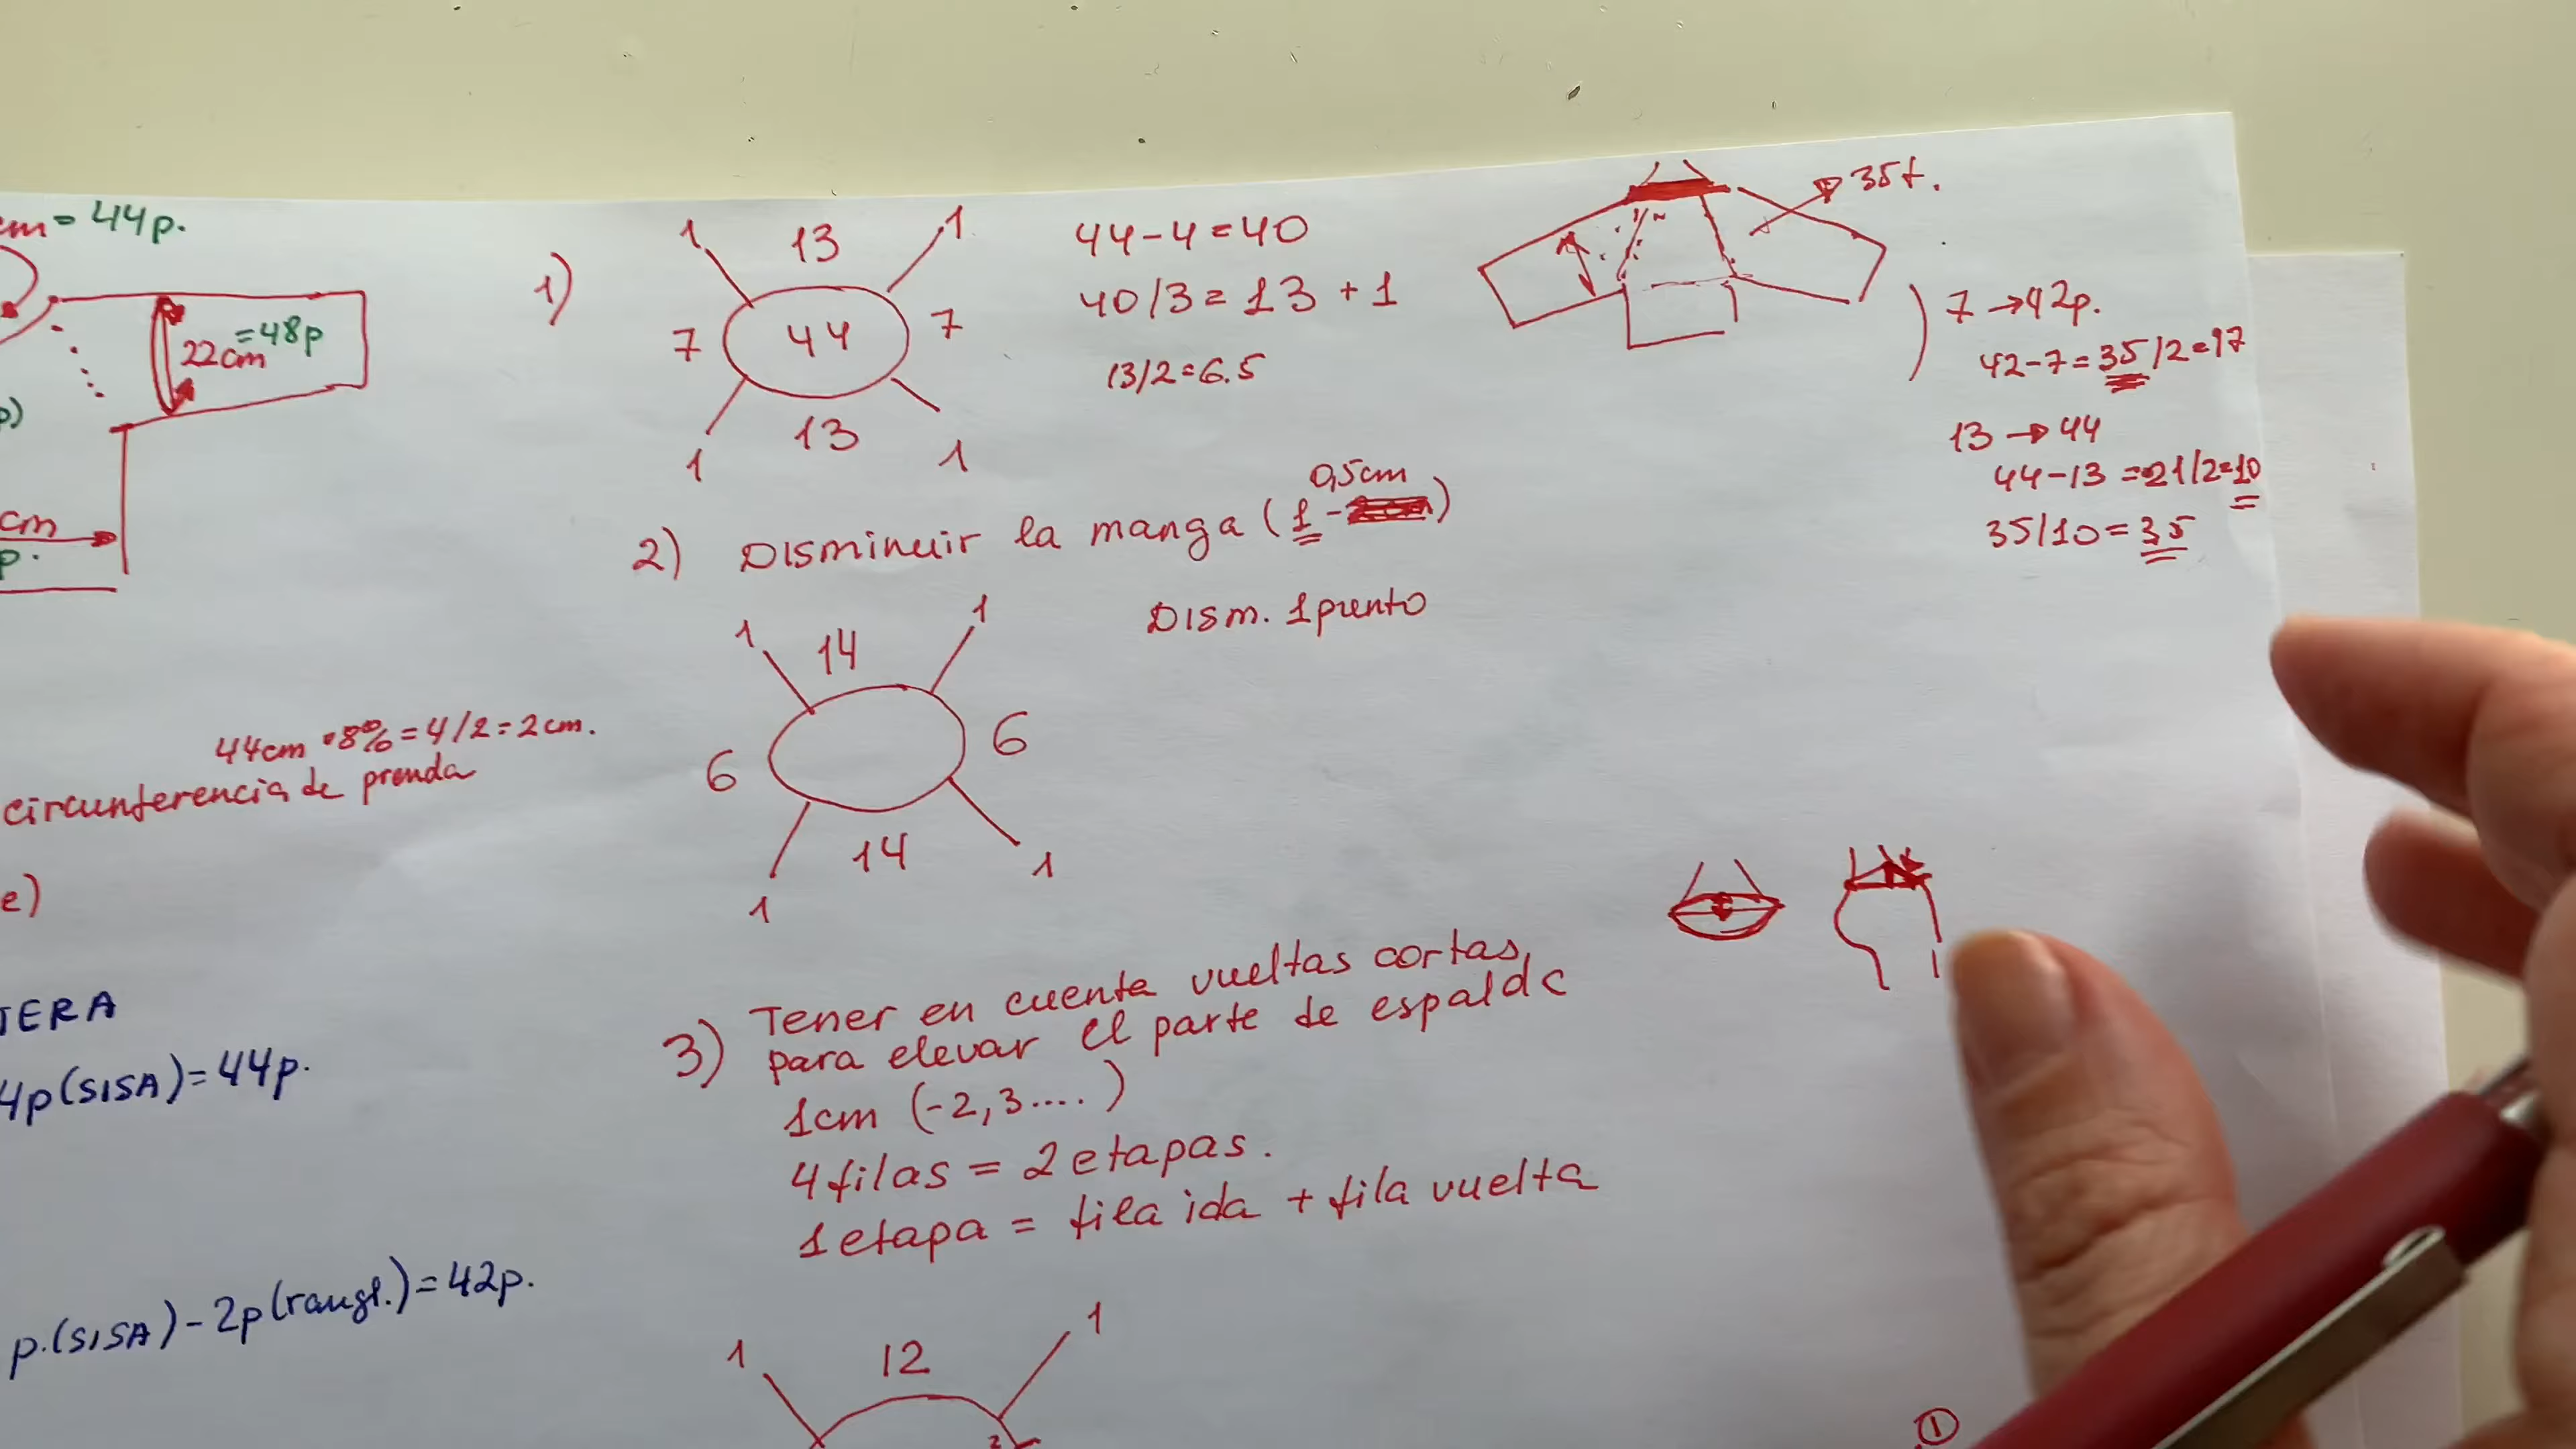 cm = 44p.
22cm = 48p
cm
p.
44cm • 8% = 4/2 = 2cm.
circunferencia de prenda
e)
TERA
4p(SISA) = 44p.
p.(SISA) - 2p(rangl.) = 42p.
1)
1 13 1
7 44 7
1 13 1
44 - 4 = 40
40/3 = 13 + 1
13/2 = 6.5
35f.
7 → 42p.
42 - 7 = 35/2 = 17
13 → 44
44 - 13 = 21/2 = 10
35/10 = 35
0,5cm
2) DISMINUIR la manga (1 - )
DISM. 1 punto
1 14 1
6 6
1 14 1
3) Tener en cuenta vueltas cortas,
para elevar el parte de espalda
1cm (-2,3....)
4 filas = 2 etapas.
1 etapa = fila ida + fila vuelta
1 12 1
2
1